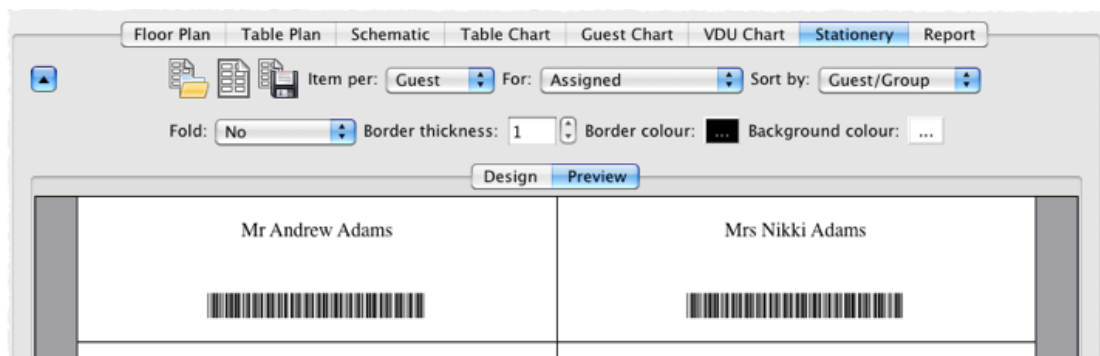 Floor Plan Table Plan Schematic Table Chart Guest Chart VDU Chart Stationery Report
Item per: Guest For: Assigned Sort by: Guest/Group
Fold: No Border thickness: 1 Border colour: ... Background colour: ...
Design Preview
Mr Andrew Adams Mrs Nikki Adams